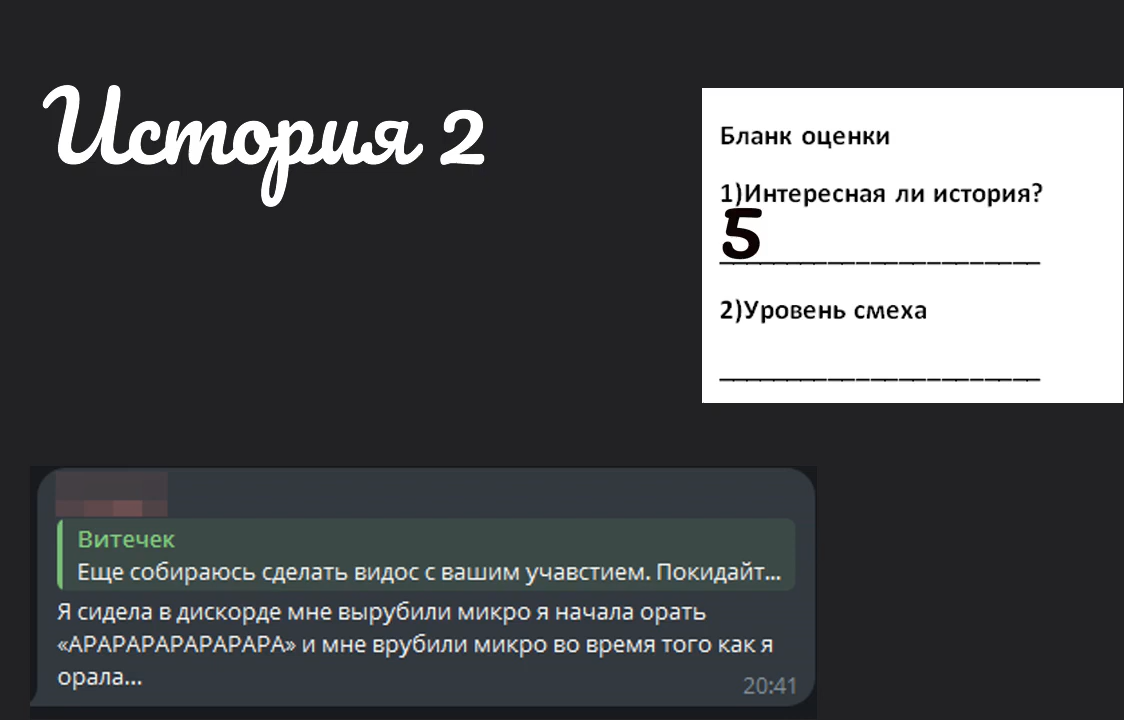 История 2
Бланк оценки
1)Интересная ли история?
5
2)Уровень смеха
Витечек
Еще собираюсь сделать видос с вашим учавстием. Покидайт...
Я сидела в дискорде мне вырубили микро я начала орать
«АРАРАРАРАРАРАРА» и мне врубили микро во время того как я
орала...
20:41